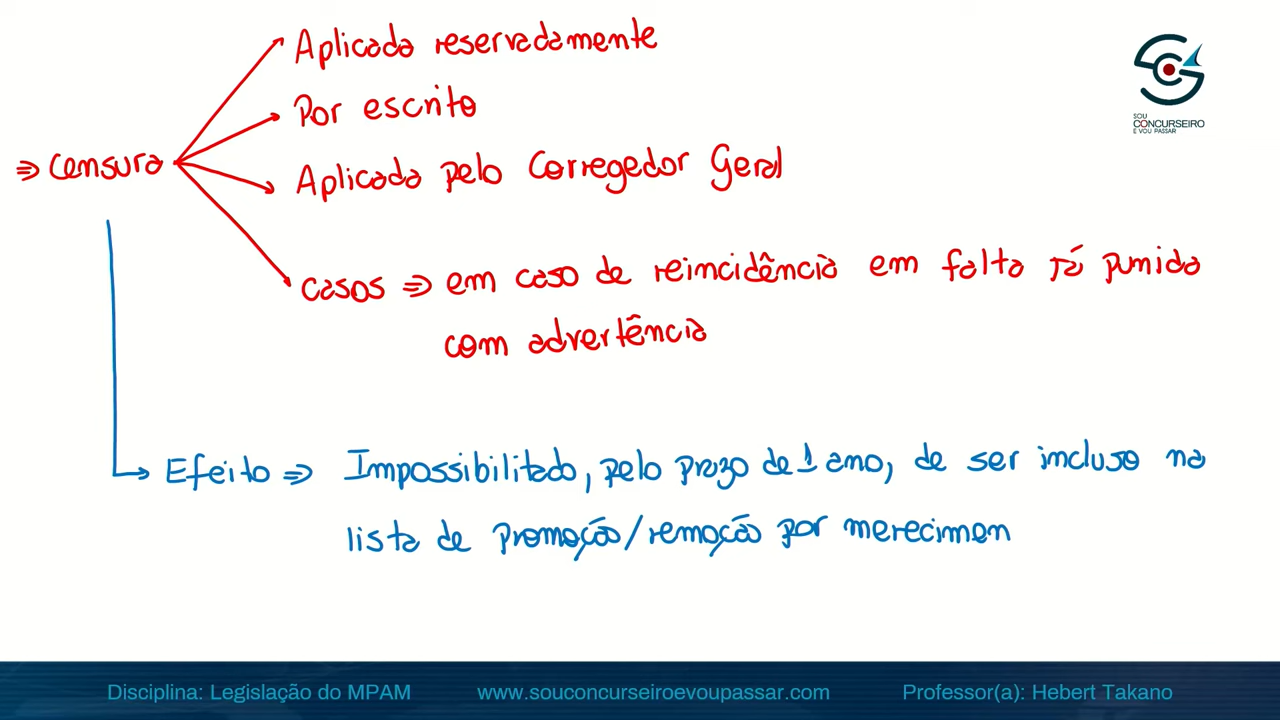 Aplicada reservadamente
Por escrito
⇒ Censura
Aplicada pelo Corregedor Geral
casos ⇒ em caso de reincidência em falta já punida
com advertência
Efeito ⇒ Impossibilitado, pelo prazo de 1 ano, de ser incluso na
lista de promoção/remoção por merecimen
SOU
CONCURSEIRO
E VOU PASSAR
Disciplina: Legislação do MPAM www.souconcurseiroevoupassar.com Professor(a): Hebert Takano